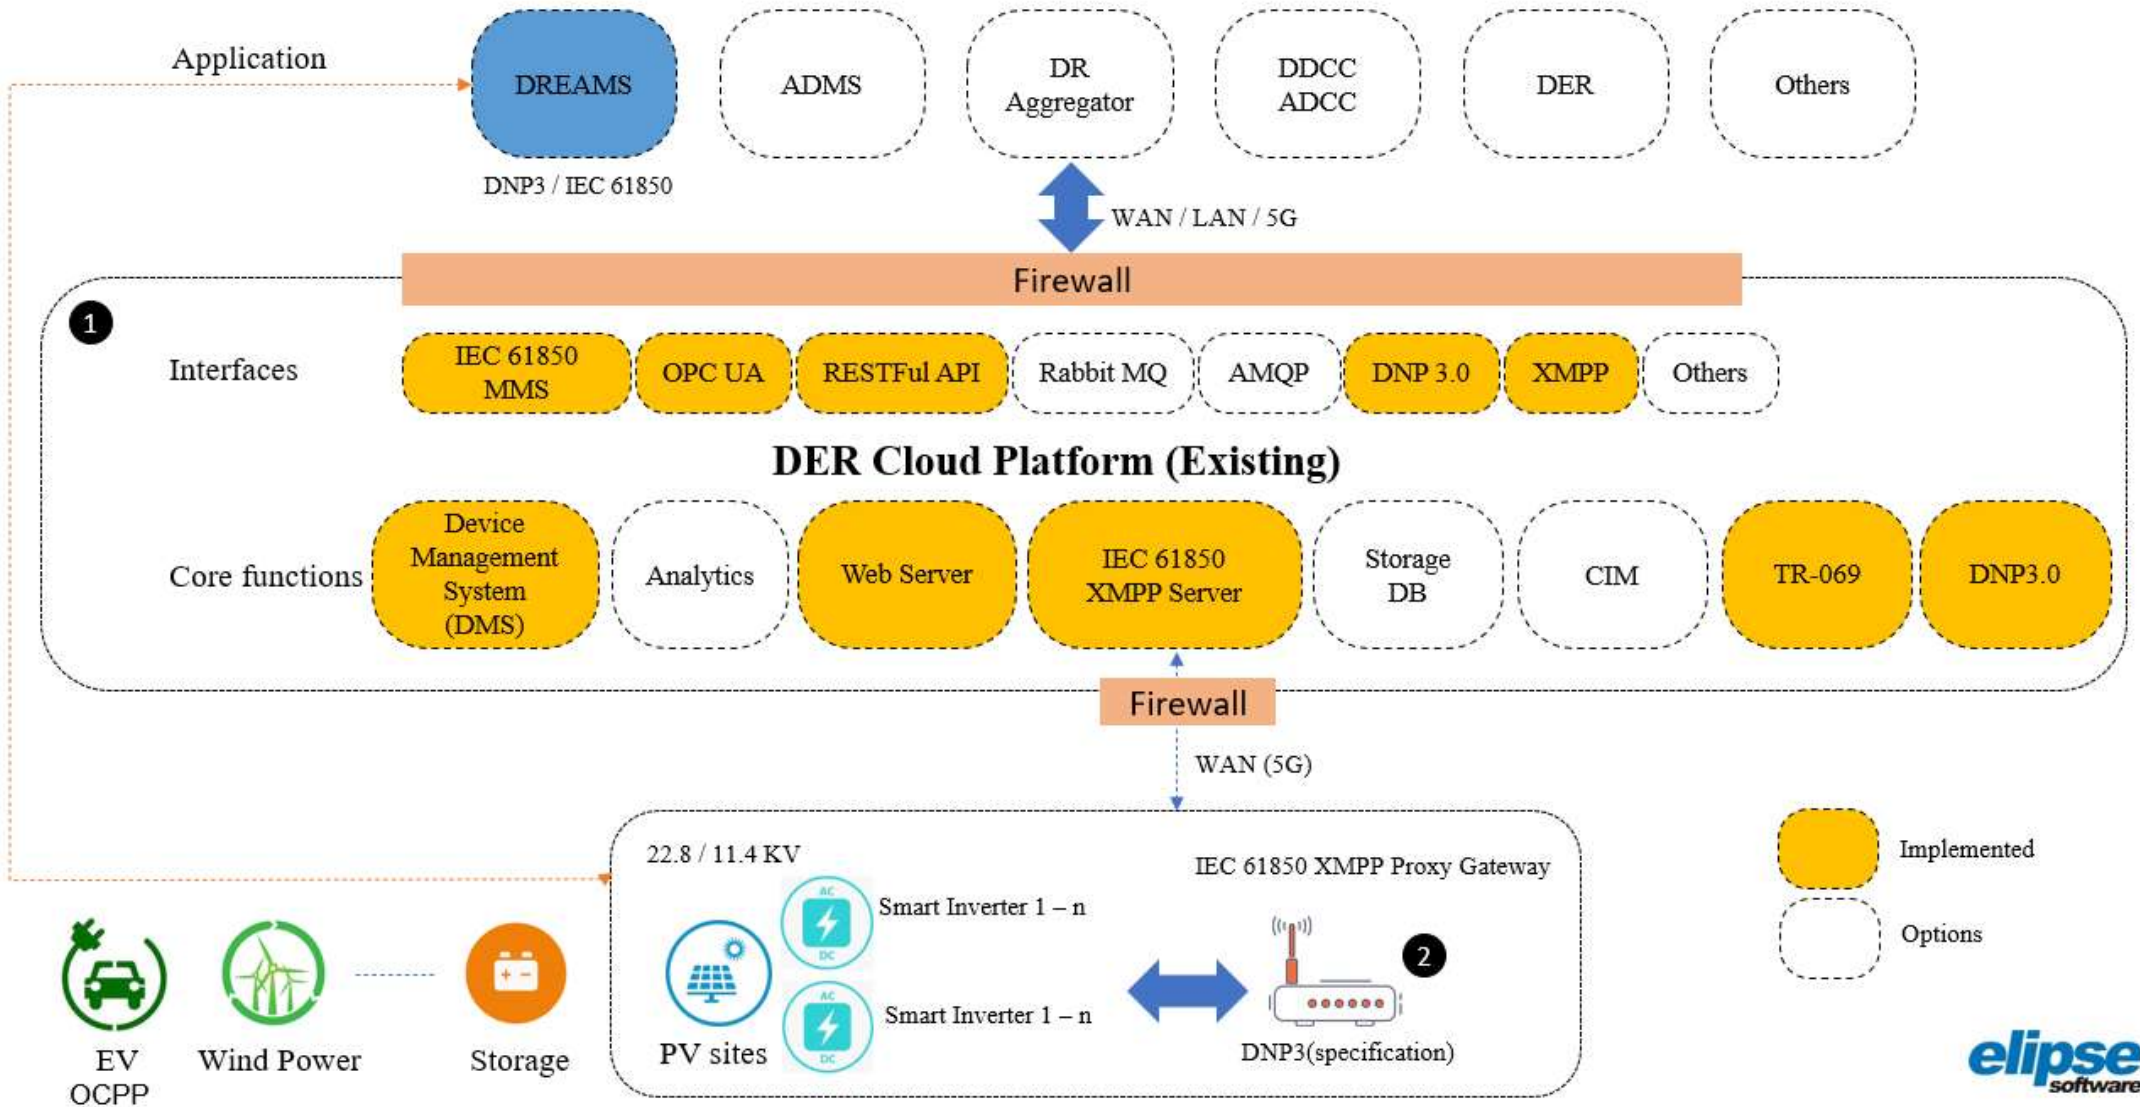 Application
DREAMS
ADMS
DR
Aggregator
DDCC
ADCC
DER
Others
DNP3 / IEC 61850
WAN / LAN / 5G
Firewall
1
Interfaces
IEC 61850
MMS
OPC UA
RESTFul API
Rabbit MQ
AMQP
DNP 3.0
XMPP
Others
DER Cloud Platform (Existing)
Core functions
Device
Management
System
(DMS)
Analytics
Web Server
IEC 61850
XMPP Server
Storage
DB
CIM
TR-069
DNP3.0
Firewall
WAN (5G)
22.8 / 11.4 KV
IEC 61850 XMPP Proxy Gateway
AC
DC
Smart Inverter 1 – n
AC
DC
Smart Inverter 1 – n
PV sites
2
DNP3(specification)
Implemented
Options
EV
OCPP
Wind Power
Storage
elipse
software